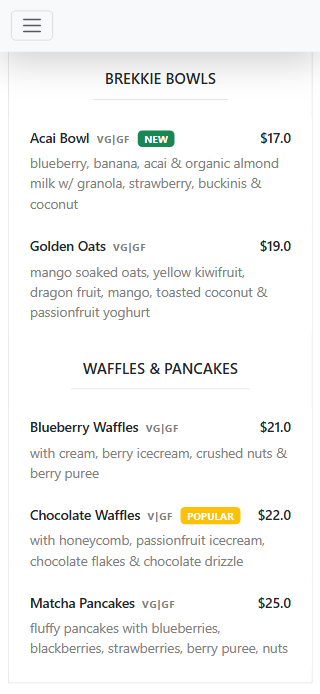 BREKKIE BOWLS
Acai Bowl VG|GF NEW $17.0
blueberry, banana, acai & organic almond
milk w/ granola, strawberry, buckinis &
coconut
Golden Oats VG|GF $19.0
mango soaked oats, yellow kiwifruit,
dragon fruit, mango, toasted coconut &
passionfruit yoghurt
WAFFLES & PANCAKES
Blueberry Waffles VG|GF $21.0
with cream, berry icecream, crushed nuts &
berry puree
Chocolate Waffles V|GF POPULAR $22.0
with honeycomb, passionfruit icecream,
chocolate flakes & chocolate drizzle
Matcha Pancakes VG|GF $25.0
fluffy pancakes with blueberries,
blackberries, strawberries, berry puree, nuts